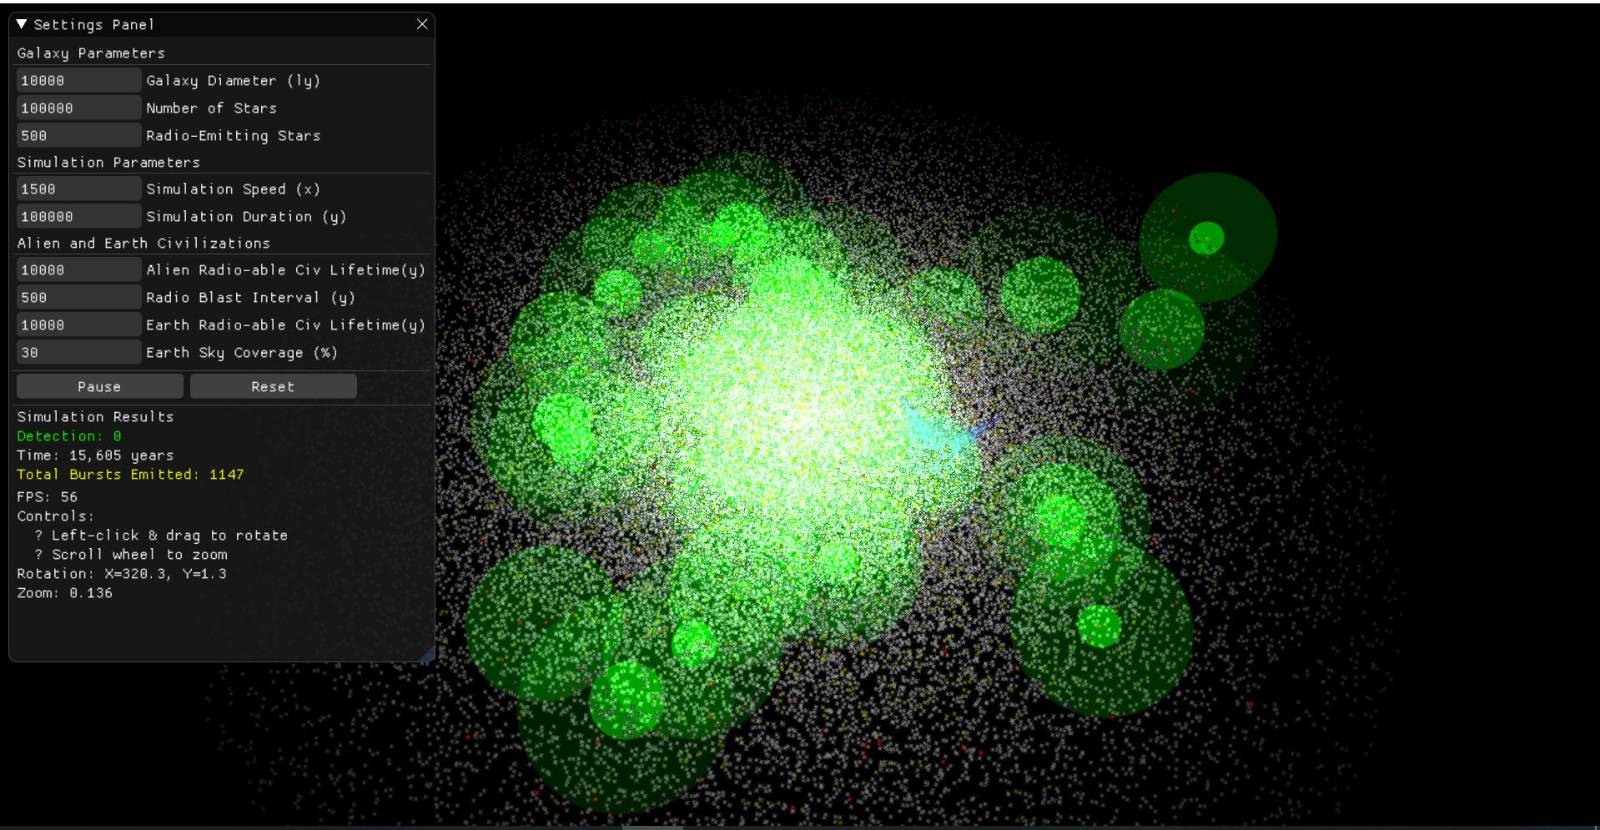 Settings Panel
Galaxy Parameters
10000 Galaxy Diameter (ly)
100000 Number of Stars
500 Radio-Emitting Stars
Simulation Parameters
1500 Simulation Speed (x)
100000 Simulation Duration (y)
Alien and Earth Civilizations
10000 Alien Radio-able Civ Lifetime(y)
500 Radio Blast Interval (y)
10000 Earth Radio-able Civ Lifetime(y)
30 Earth Sky Coverage (%)
Pause Reset
Simulation Results
Detection: 0
Time: 15,605 years
Total Bursts Emitted: 1147
FPS: 56
Controls:
? Left-click & drag to rotate
? Scroll wheel to zoom
Rotation: X=320.3, Y=1.3
Zoom: 0.136